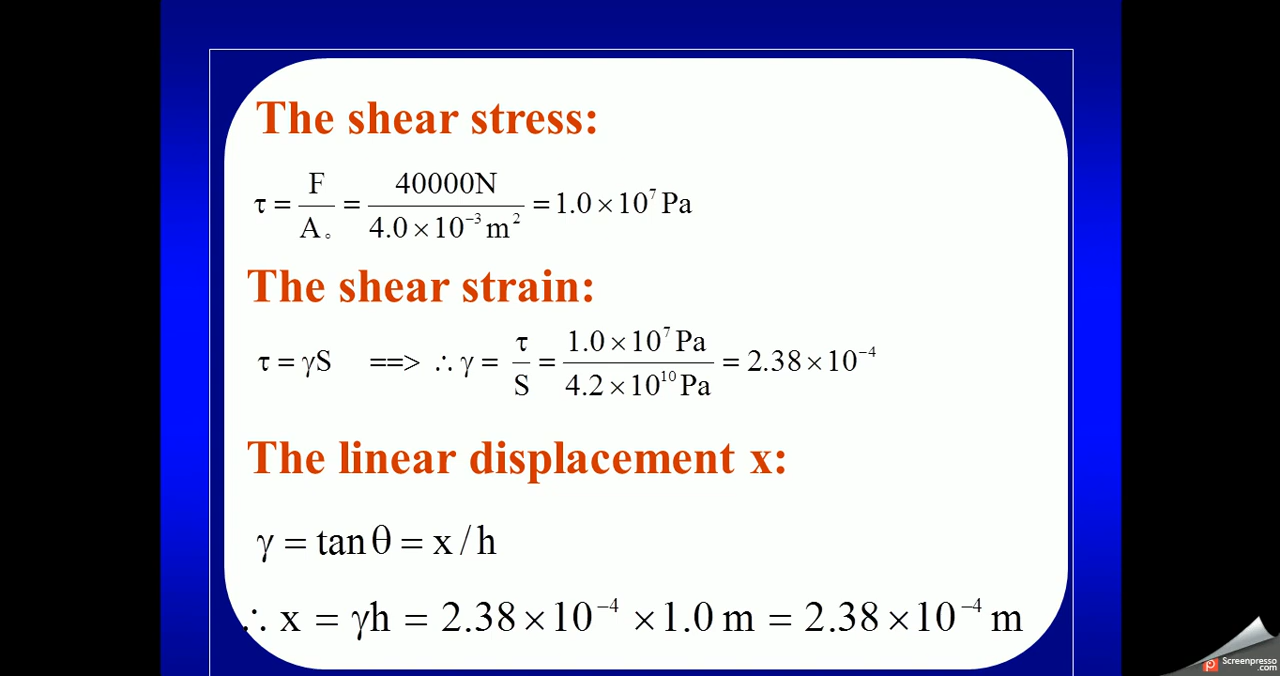 The shear stress:
τ = F / A。 = 40000N / 4.0 × 10⁻³ m² = 1.0 × 10⁷ Pa
The shear strain:
τ = γS ==> ∴ γ = τ / S = 1.0 × 10⁷ Pa / 4.2 × 10¹⁰ Pa = 2.38 × 10⁻⁴
The linear displacement x:
γ = tan θ = x / h
∴ x = γh = 2.38 × 10⁻⁴ × 1.0 m = 2.38 × 10⁻⁴ m
Screenpresso
.com